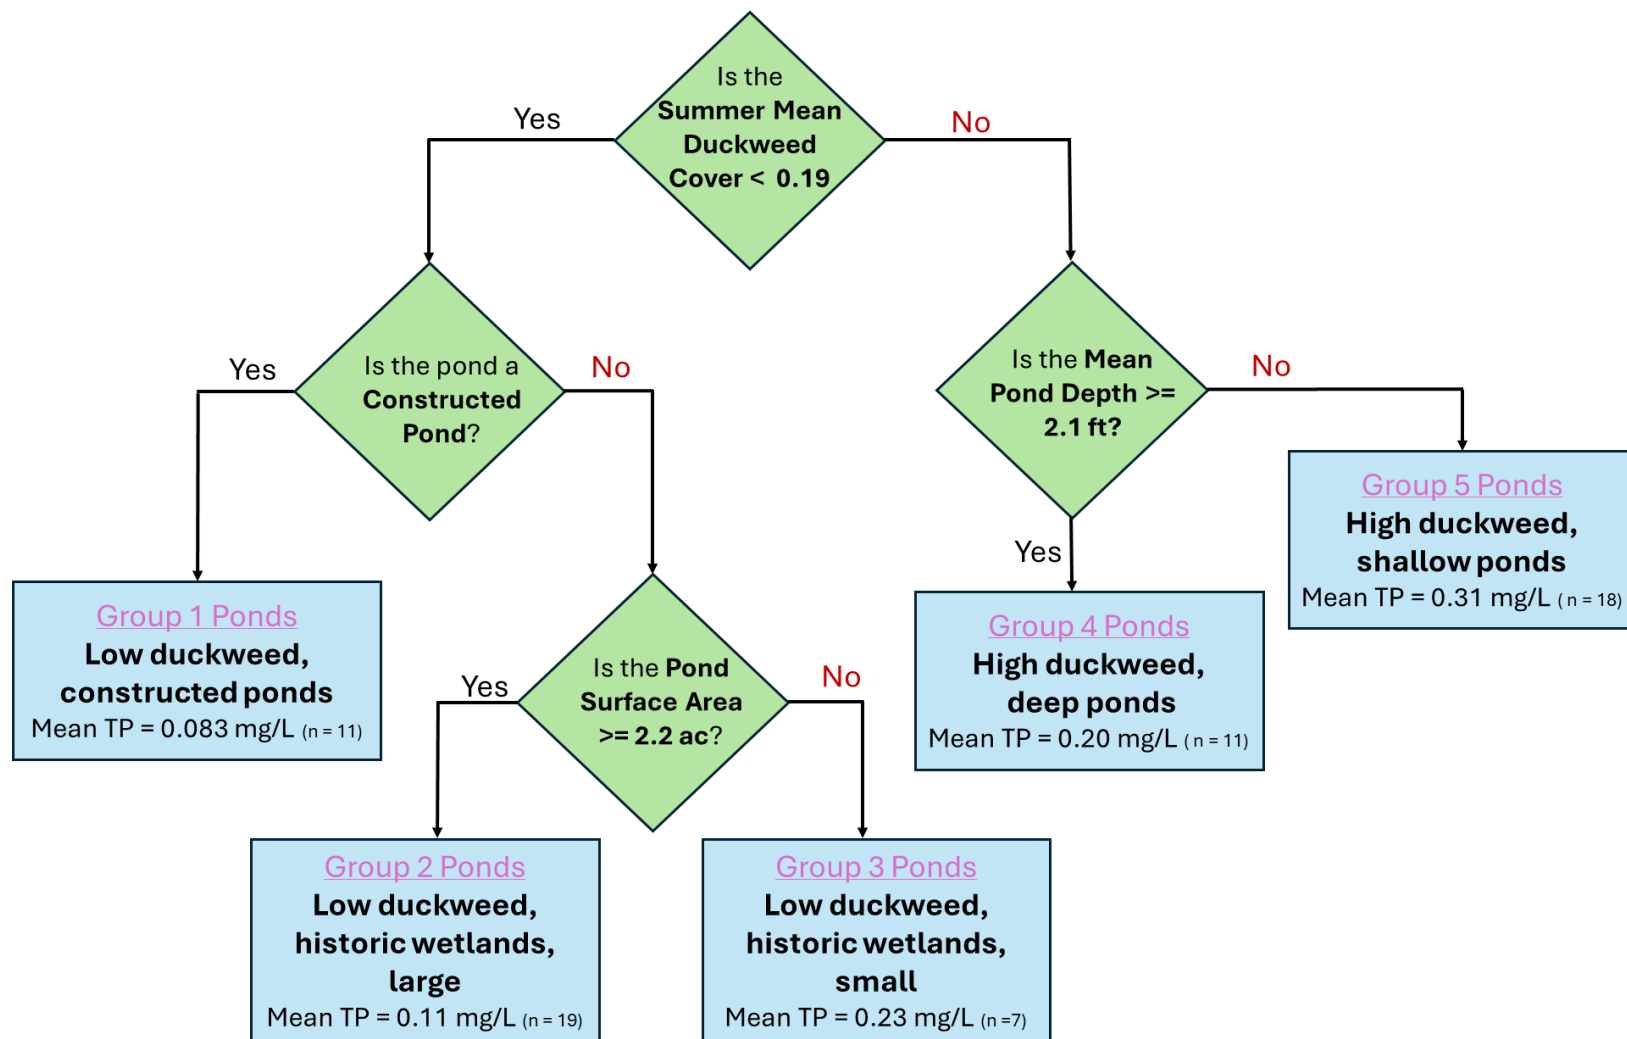 Is the
Summer Mean
Duckweed
Cover < 0.19
Yes
No
Is the pond a
Constructed
Pond?
Yes
No
Is the Mean
Pond Depth >=
2.1 ft?
No
Yes
Group 5 Ponds
High duckweed,
shallow ponds
Mean TP = 0.31 mg/L ( n = 18)
Group 1 Ponds
Low duckweed,
constructed ponds
Mean TP = 0.083 mg/L (n = 11)
Is the Pond
Surface Area
>= 2.2 ac?
Yes
No
Group 4 Ponds
High duckweed,
deep ponds
Mean TP = 0.20 mg/L ( n = 11)
Group 2 Ponds
Low duckweed,
historic wetlands,
large
Mean TP = 0.11 mg/L (n = 19)
Group 3 Ponds
Low duckweed,
historic wetlands,
small
Mean TP = 0.23 mg/L (n =7)